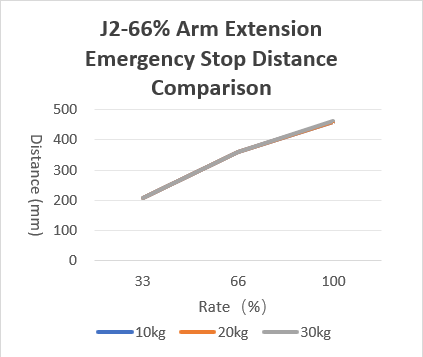 J2-66% Arm Extension
Emergency Stop Distance
Comparison
500
400
300
200
100
0
Distance (mm)
33
66
100
Rate（%）
10kg
20kg
30kg